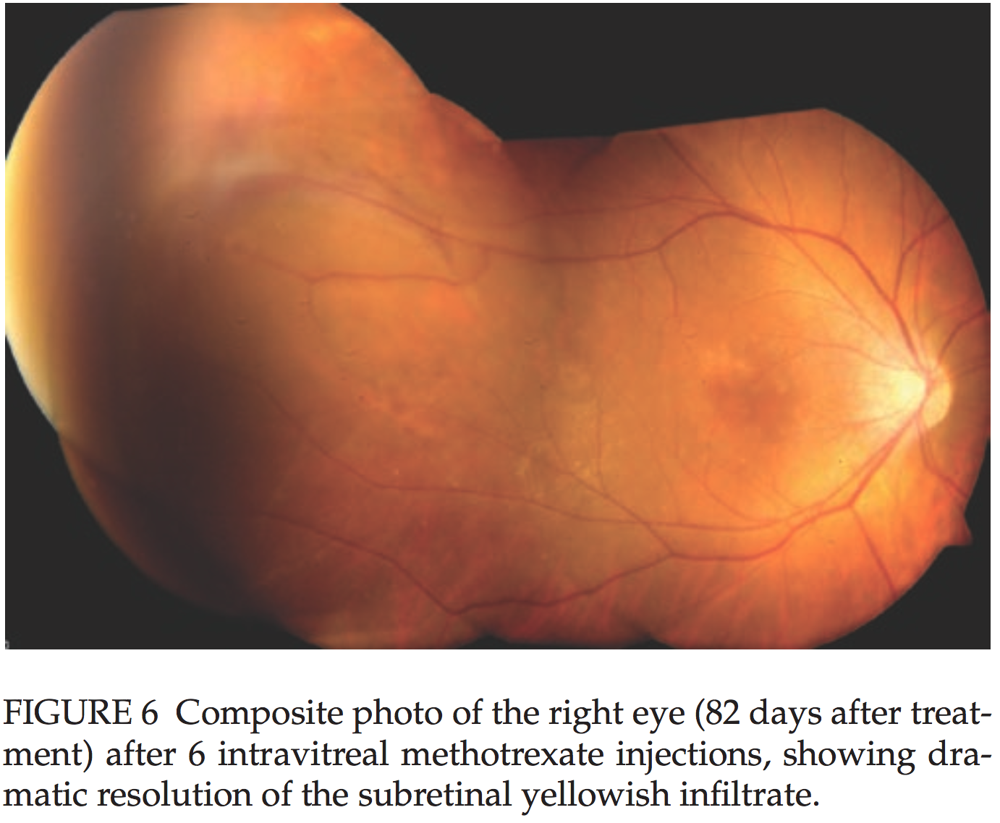 FIGURE 6 Composite photo of the right eye (82 days after treat-
ment) after 6 intravitreal methotrexate injections, showing dra-
matic resolution of the subretinal yellowish infiltrate.